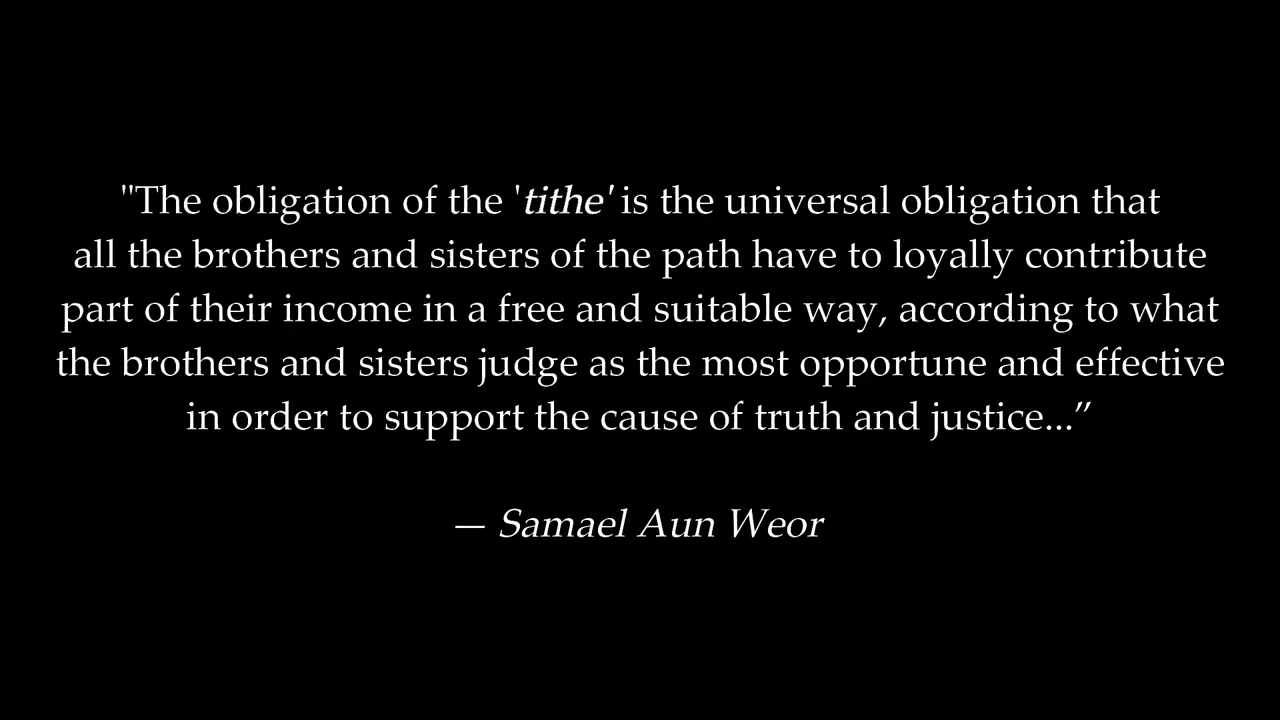 "The obligation of the 'tithe' is the universal obligation that
all the brothers and sisters of the path have to loyally contribute
part of their income in a free and suitable way, according to what
the brothers and sisters judge as the most opportune and effective
in order to support the cause of truth and justice...”
— Samael Aun Weor